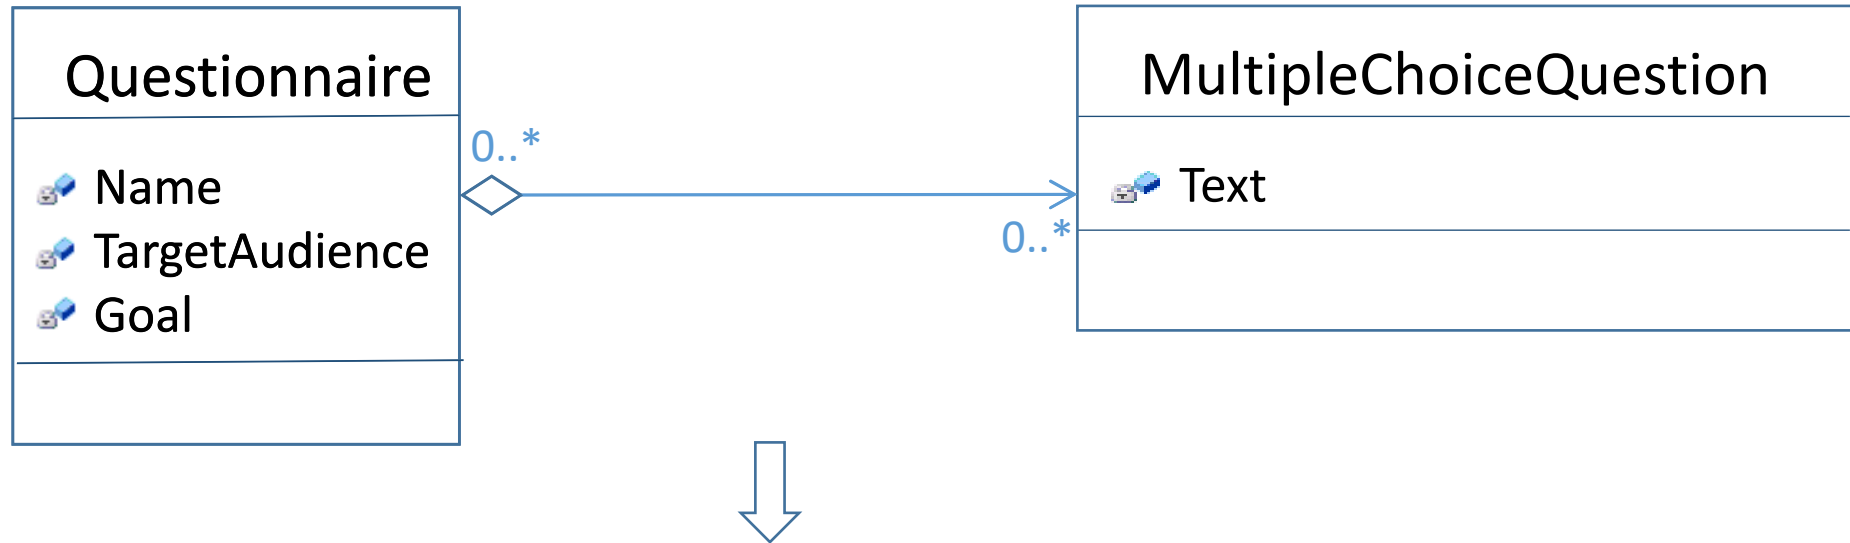 Questionnaire
Name
TargetAudience
Goal
0..*
0..*
MultipleChoiceQuestion
Text